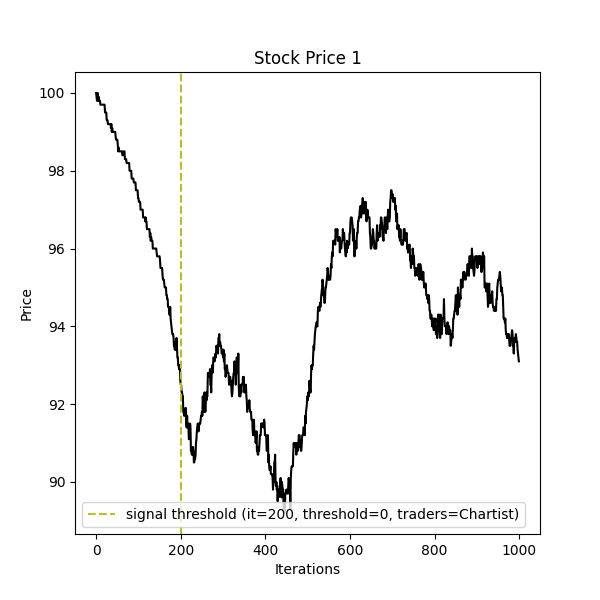 Stock Price 1
Price
100
98
96
94
92
90
signal threshold (it=200, threshold=0, traders=Chartist)
0 200 400 600 800 1000
Iterations